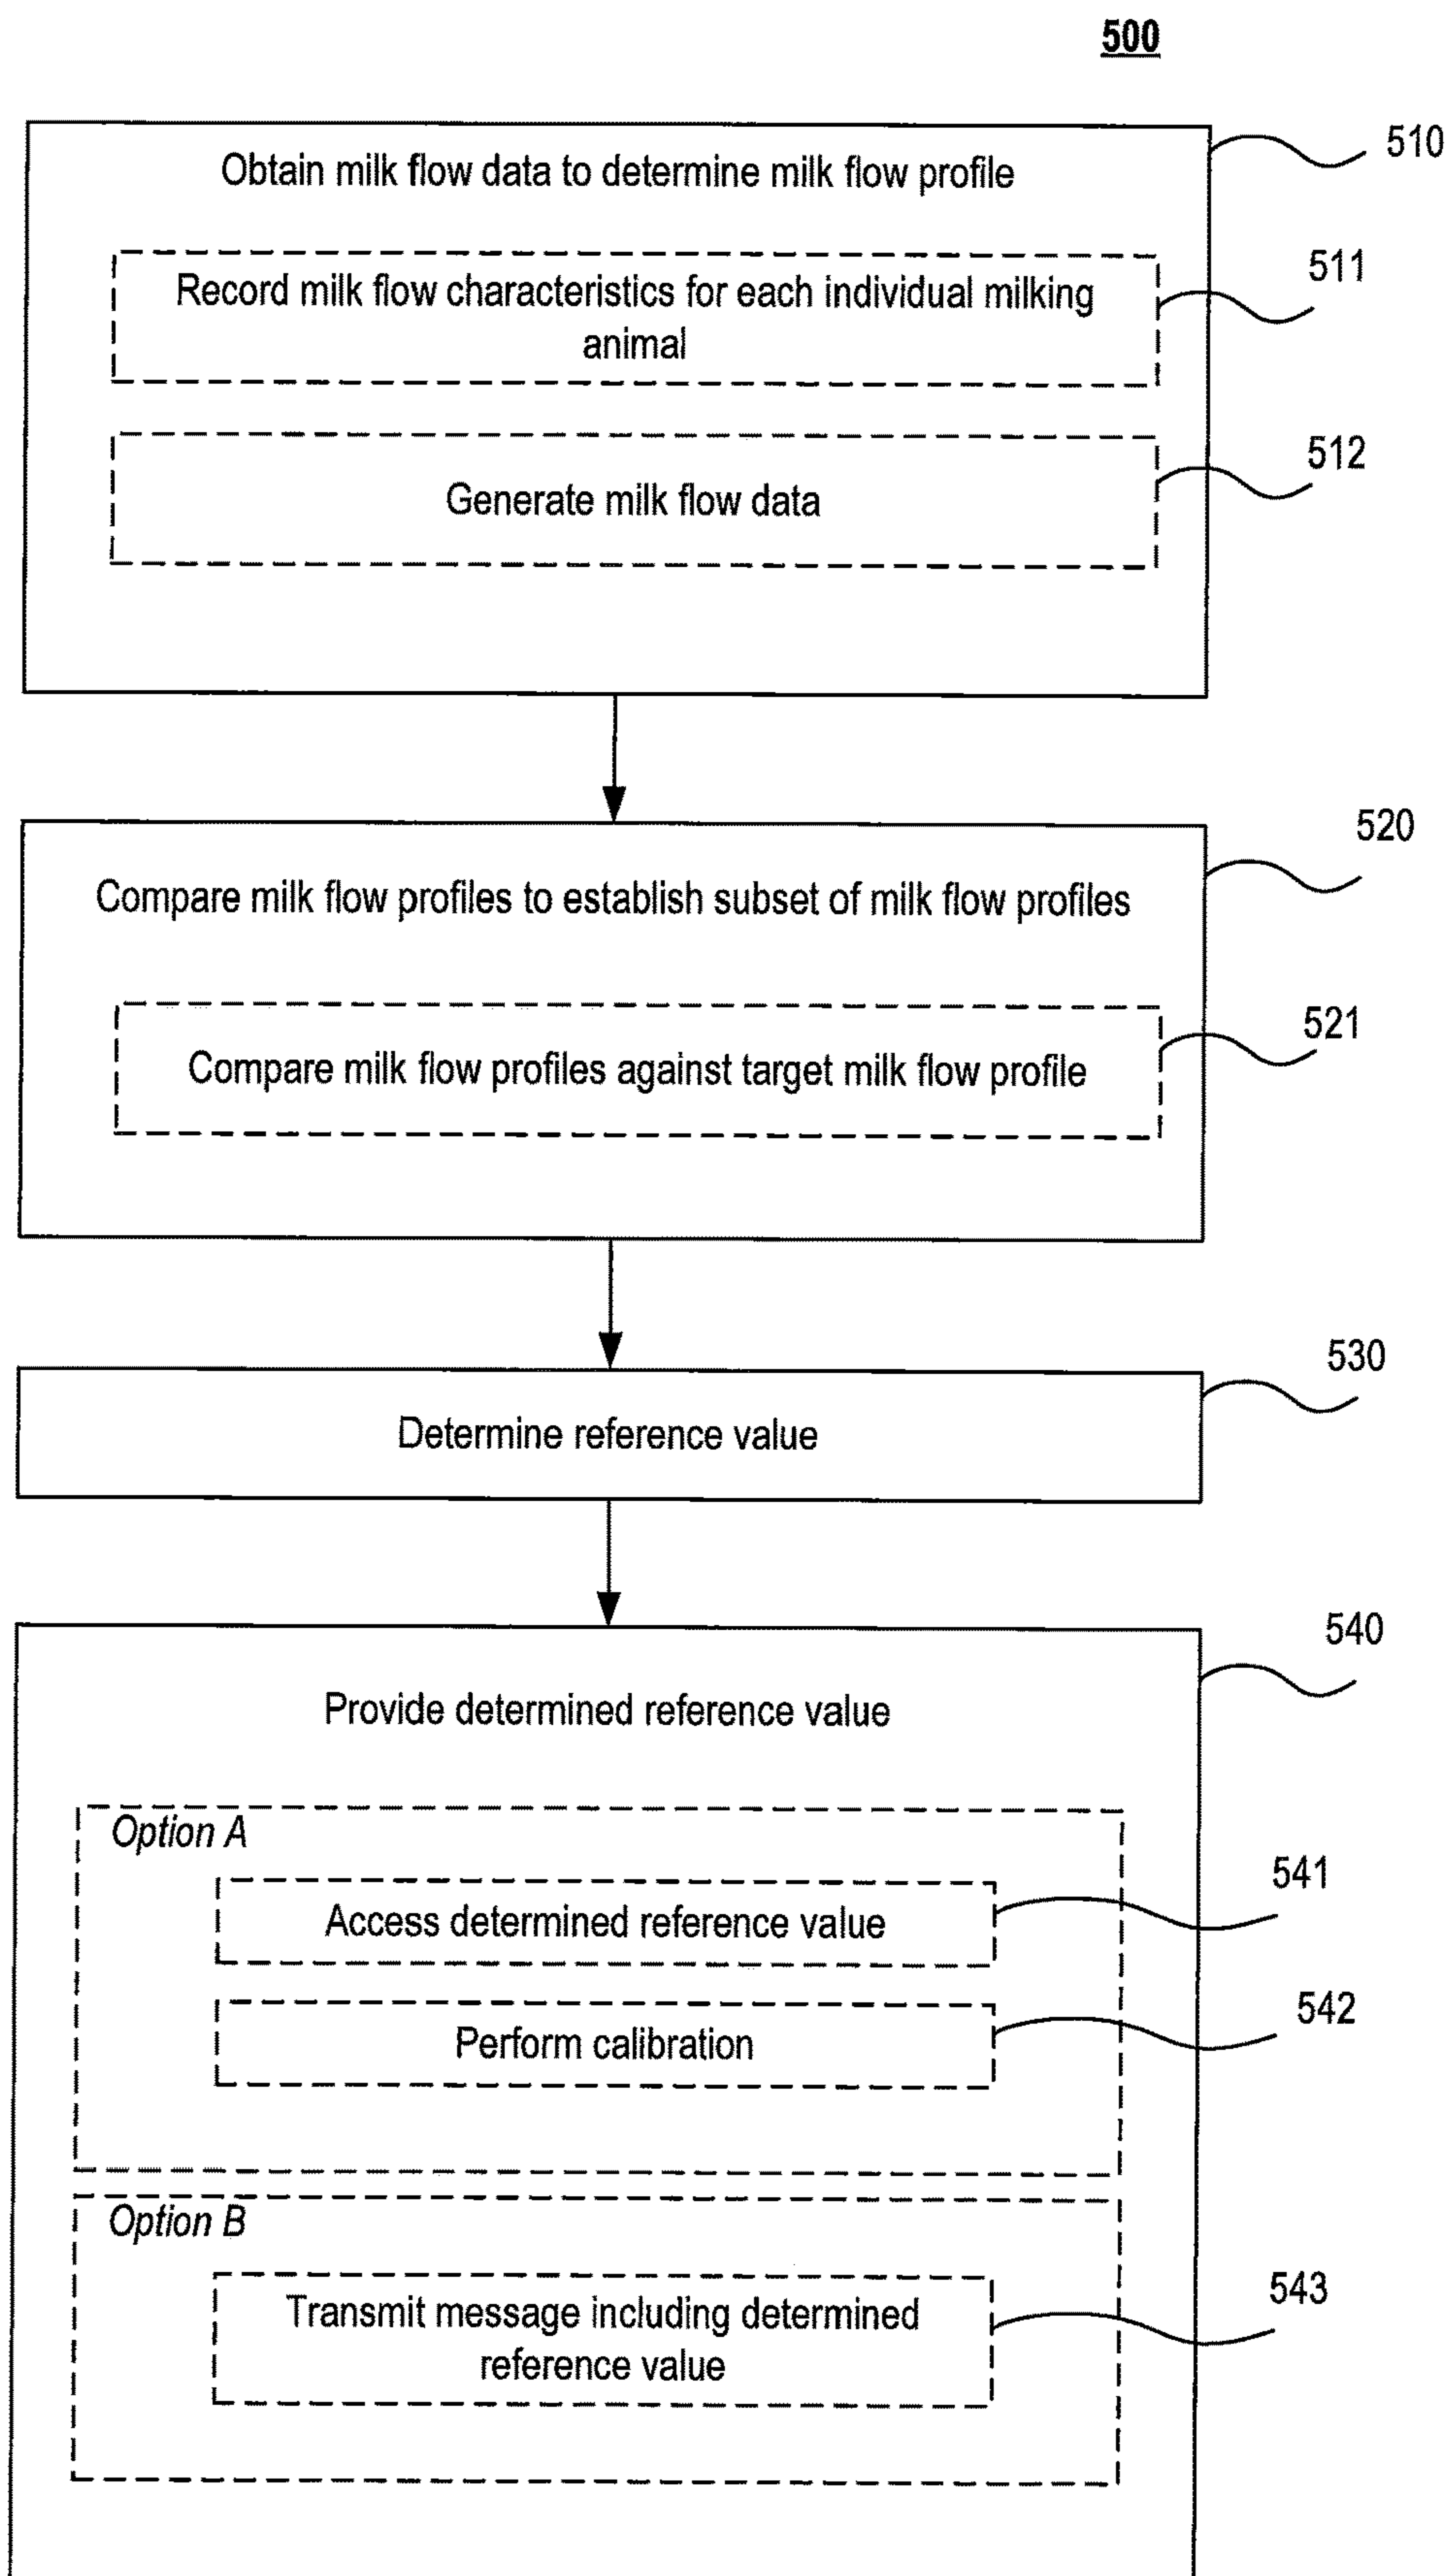 500
Obtain milk flow data to determine milk flow profile
510
Record milk flow characteristics for each individual milking
animal
511
Generate milk flow data
512
Compare milk flow profiles to establish subset of milk flow profiles
520
Compare milk flow profiles against target milk flow profile
521
Determine reference value
530
Provide determined reference value
540
Option A
Access determined reference value
541
Perform calibration
542
Option B
Transmit message including determined
reference value
543